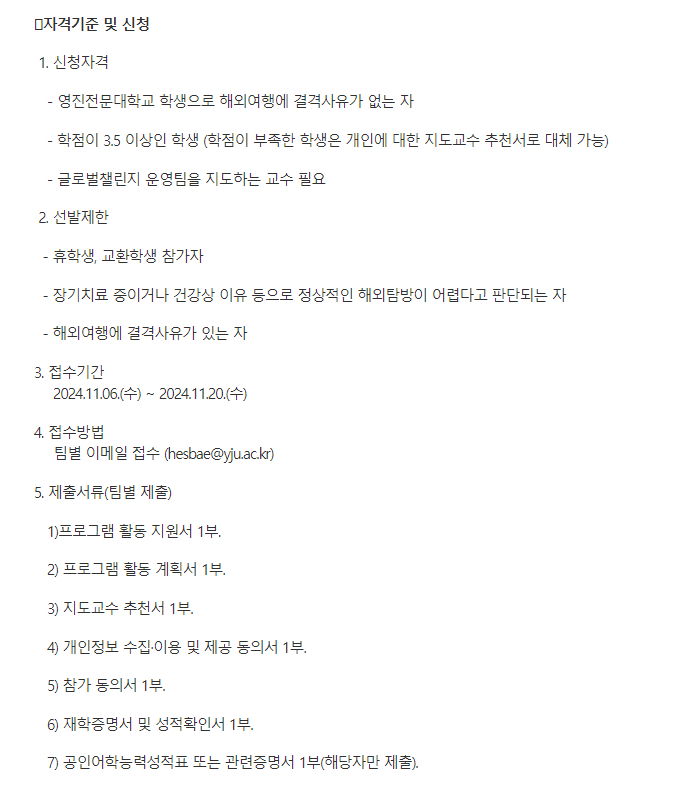 ▯자격기준 및 신청
1. 신청자격
- 영진전문대학교 학생으로 해외여행에 결격사유가 없는 자
- 학점이 3.5 이상인 학생 (학점이 부족한 학생은 개인에 대한 지도교수 추천서로 대체 가능)
- 글로벌챌린지 운영팀을 지도하는 교수 필요
2. 선발제한
- 휴학생, 교환학생 참가자
- 장기치료 중이거나 건강상 이유 등으로 정상적인 해외탐방이 어렵다고 판단되는 자
- 해외여행에 결격사유가 있는 자
3. 접수기간
2024.11.06.(수) ~ 2024.11.20.(수)
4. 접수방법
팀별 이메일 접수 (hesbae@yju.ac.kr)
5. 제출서류(팀별 제출)
1)프로그램 활동 지원서 1부.
2) 프로그램 활동 계획서 1부.
3) 지도교수 추천서 1부.
4) 개인정보 수집·이용 및 제공 동의서 1부.
5) 참가 동의서 1부.
6) 재학증명서 및 성적확인서 1부.
7) 공인어학능력성적표 또는 관련증명서 1부(해당자만 제출).